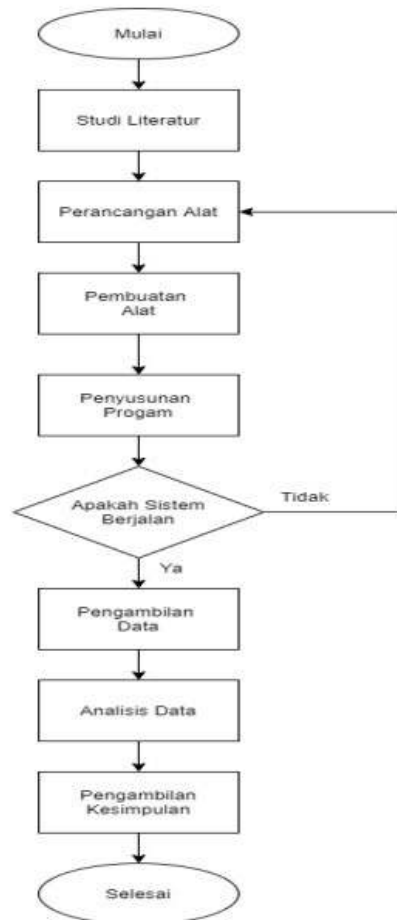 Mulai
Studi Literatur
Perancangan Alat
Pembuatan
Alat
Penyusunan
Progam
Apakah Sistem
Berjalan
Tidak
Ya
Pengambilan
Data
Analisis Data
Pengambilan
Kesimpulan
Selesai